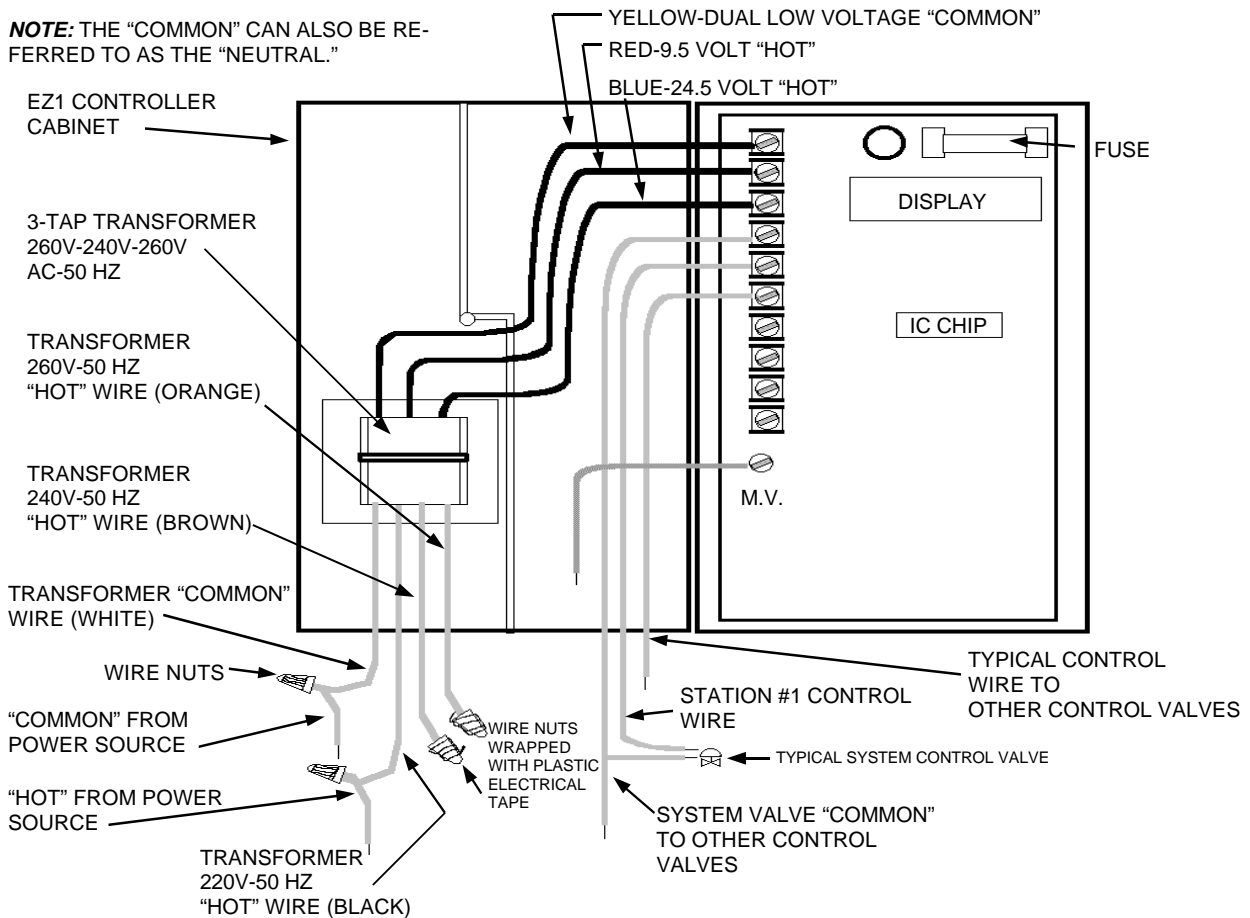 NOTE: THE “COMMON” CAN ALSO BE RE-
FERRED TO AS THE “NEUTRAL.”
YELLOW-DUAL LOW VOLTAGE “COMMON”
RED-9.5 VOLT “HOT”
BLUE-24.5 VOLT “HOT”
EZ1 CONTROLLER
CABINET
FUSE
DISPLAY
3-TAP TRANSFORMER
260V-240V-260V
AC-50 HZ
IC CHIP
TRANSFORMER
260V-50 HZ
“HOT” WIRE (ORANGE)
TRANSFORMER
240V-50 HZ
“HOT” WIRE (BROWN)
M.V.
TRANSFORMER “COMMON”
WIRE (WHITE)
WIRE NUTS
“COMMON” FROM
POWER SOURCE
“HOT” FROM POWER
SOURCE
TRANSFORMER
220V-50 HZ
“HOT” WIRE (BLACK)
WIRE NUTS
WRAPPED
WITH PLASTIC
ELECTRICAL
TAPE
STATION #1 CONTROL
WIRE
TYPICAL CONTROL
WIRE TO
OTHER CONTROL VALVES
TYPICAL SYSTEM CONTROL VALVE
SYSTEM VALVE “COMMON”
TO OTHER CONTROL
VALVES